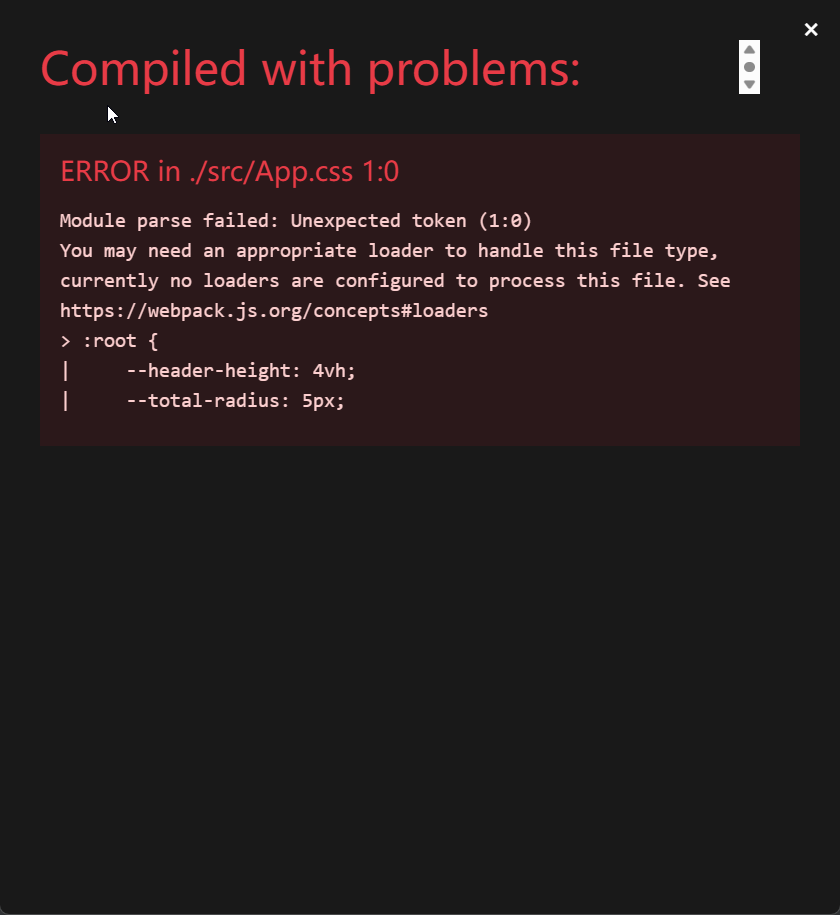 ×
Compiled with problems:
ERROR in ./src/App.css 1:0
Module parse failed: Unexpected token (1:0)
You may need an appropriate loader to handle this file type,
currently no loaders are configured to process this file. See
https://webpack.js.org/concepts#loaders
> :root {
|     --header-height: 4vh;
|     --total-radius: 5px;